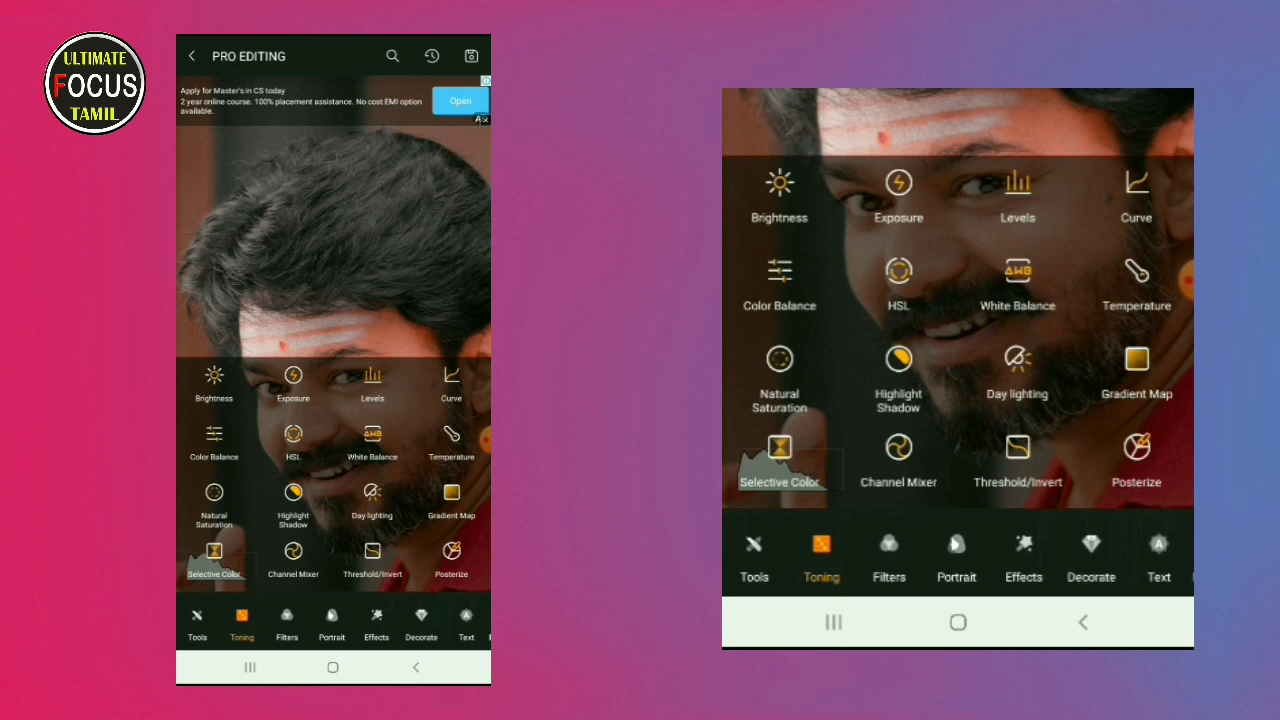 ULTIMATE
FOCUS
TAMIL
PRO EDITING
Apply for Master's in CS today
2 year online course. 100% placement assistance. No cost EMI option
available.
Open
Brightness Exposure Levels Curve
Color Balance HSL White Balance Temperature
Natural
Saturation
Highlight
Shadow
Day lighting Gradient Map
Selective Color Channel Mixer Threshold/Invert Posterize
Tools Toning Filters Portrait Effects Decorate Text
Brightness Exposure Levels Curve
AWB
Color Balance HSL White Balance Temperature
Natural
Saturation
Highlight
Shadow
Day lighting Gradient Map
Selective Color Channel Mixer Threshold/Invert Posterize
Tools Toning Filters Portrait Effects Decorate Text